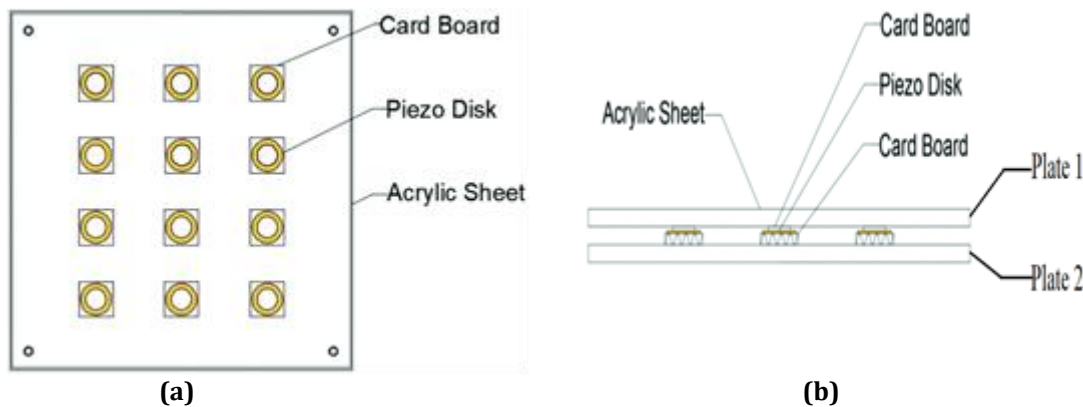 Card Board
Piezo Disk
Acrylic Sheet
(a)
Card Board
Piezo Disk
Acrylic Sheet
Card Board
Plate 1
Plate 2
(b)